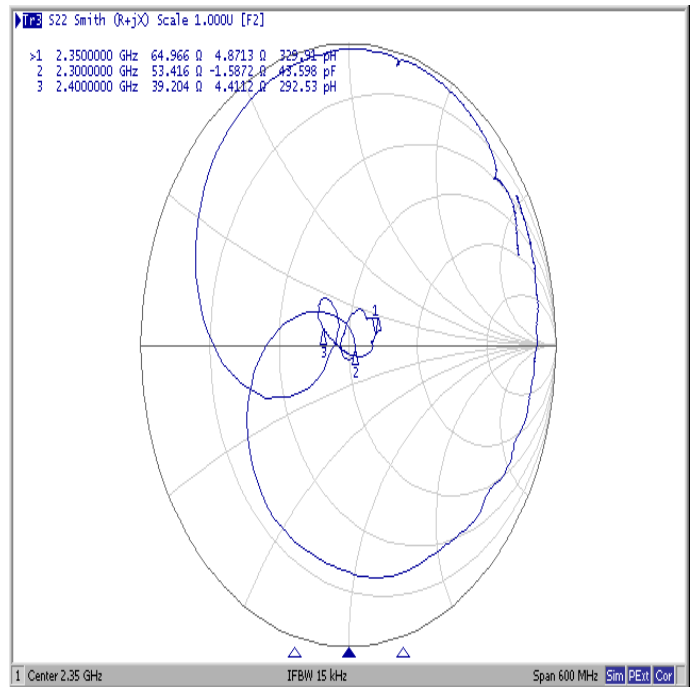 Tr3 S22 Smith (R+jX) Scale 1.000U [F2]
>1 2.3500000 GHz 64.966 Ω 4.8713 Ω 329.91 pH
2 2.3000000 GHz 53.416 Ω -1.5872 Ω 43.598 pF
3 2.4000000 GHz 39.204 Ω 4.4112 Ω 292.53 pH
1
3
2
1 Center 2.35 GHz IFBW 15 kHz Span 600 MHz Sim PExt Cor